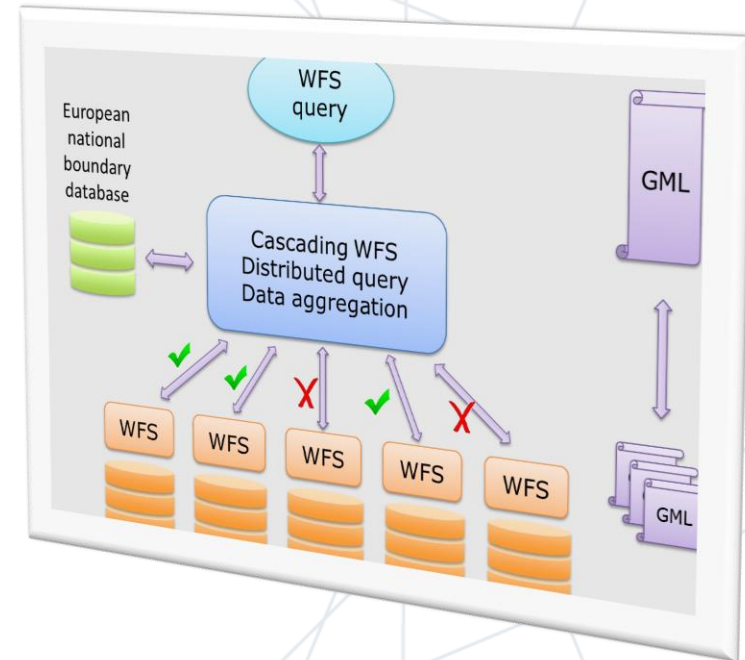 WFS
query
European
national
boundary
database
GML
Cascading WFS
Distributed query
Data aggregation
WFS
WFS
WFS
WFS
WFS
GML